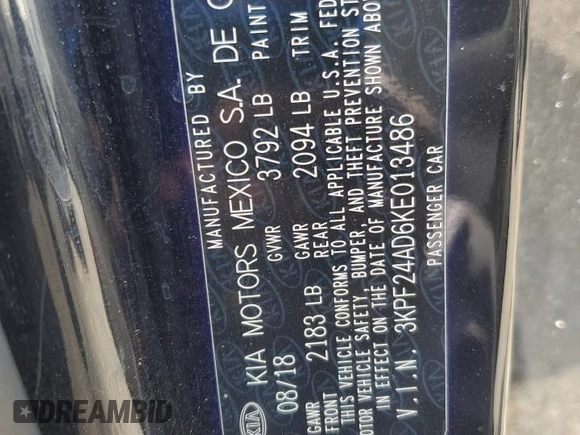 MANUFACTURED BY
KIA KIA MOTORS MEXICO S.A. DE C
08/18 GVWR 3792 LB PAINT
GAWR FRONT 2183 LB GAWR REAR 2094 LB TRIM
THIS VEHICLE CONFORMS TO ALL APPLICABLE U.S.A. FED
MOTOR VEHICLE SAFETY, BUMPER, AND THEFT PREVENTION ST
IN EFFECT ON THE DATE OF MANUFACTURE SHOWN ABO
V.I.N. 3KPF24AD6KE013486
PASSENGER CAR
DREAMBID